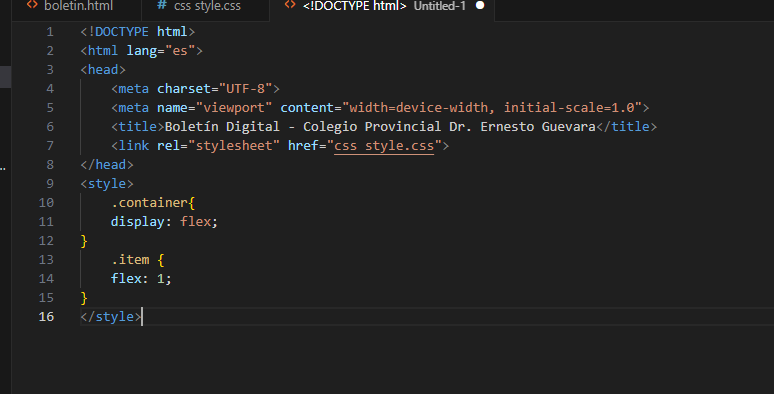 boletin.html
# css style.css
<!DOCTYPE html> Untitled-1
1 <!DOCTYPE html>
2 <html lang="es">
3 <head>
4 <meta charset="UTF-8">
5 <meta name="viewport" content="width=device-width, initial-scale=1.0">
6 <title>Boletín Digital - Colegio Provincial Dr. Ernesto Guevara</title>
7 <link rel="stylesheet" href="css style.css">
8 </head>
9 <style>
10 .container{
11 display: flex;
12 }
13 .item {
14 flex: 1;
15 }
16 </style>